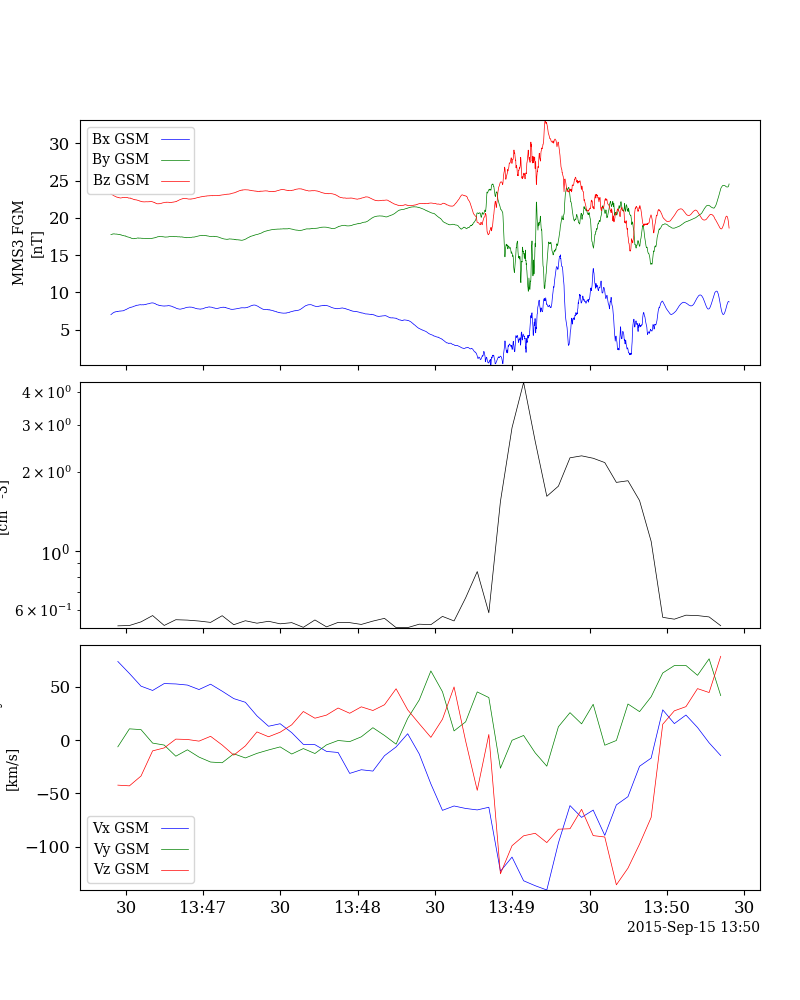 30
25
20
15
10
5
MMS3 FGM
[nT]
Bx GSM
By GSM
Bz GSM
4 × 10⁰
3 × 10⁰
2 × 10⁰
10⁰
6 × 10⁻¹
50
0
−50
−100
[km/s]
Vx GSM
Vy GSM
Vz GSM
30 13:47 30 13:48 30 13:49 30 13:50 30
2015-Sep-15 13:50